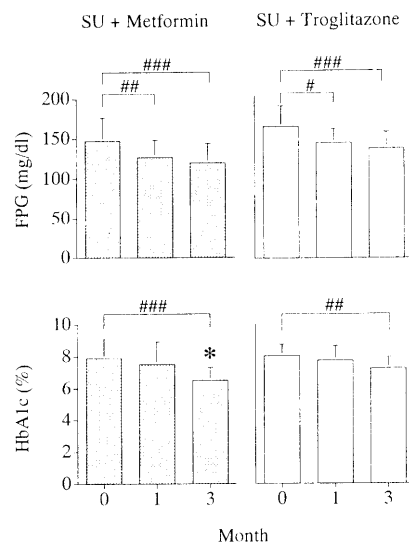 SU + Metformin
SU + Troglitazone
###
##
###
#
200
150
100
50
0
FPG (mg/dl)
###
*
##
8
6
4
2
0
HbA1c (%)
0 1 3
0 1 3
Month